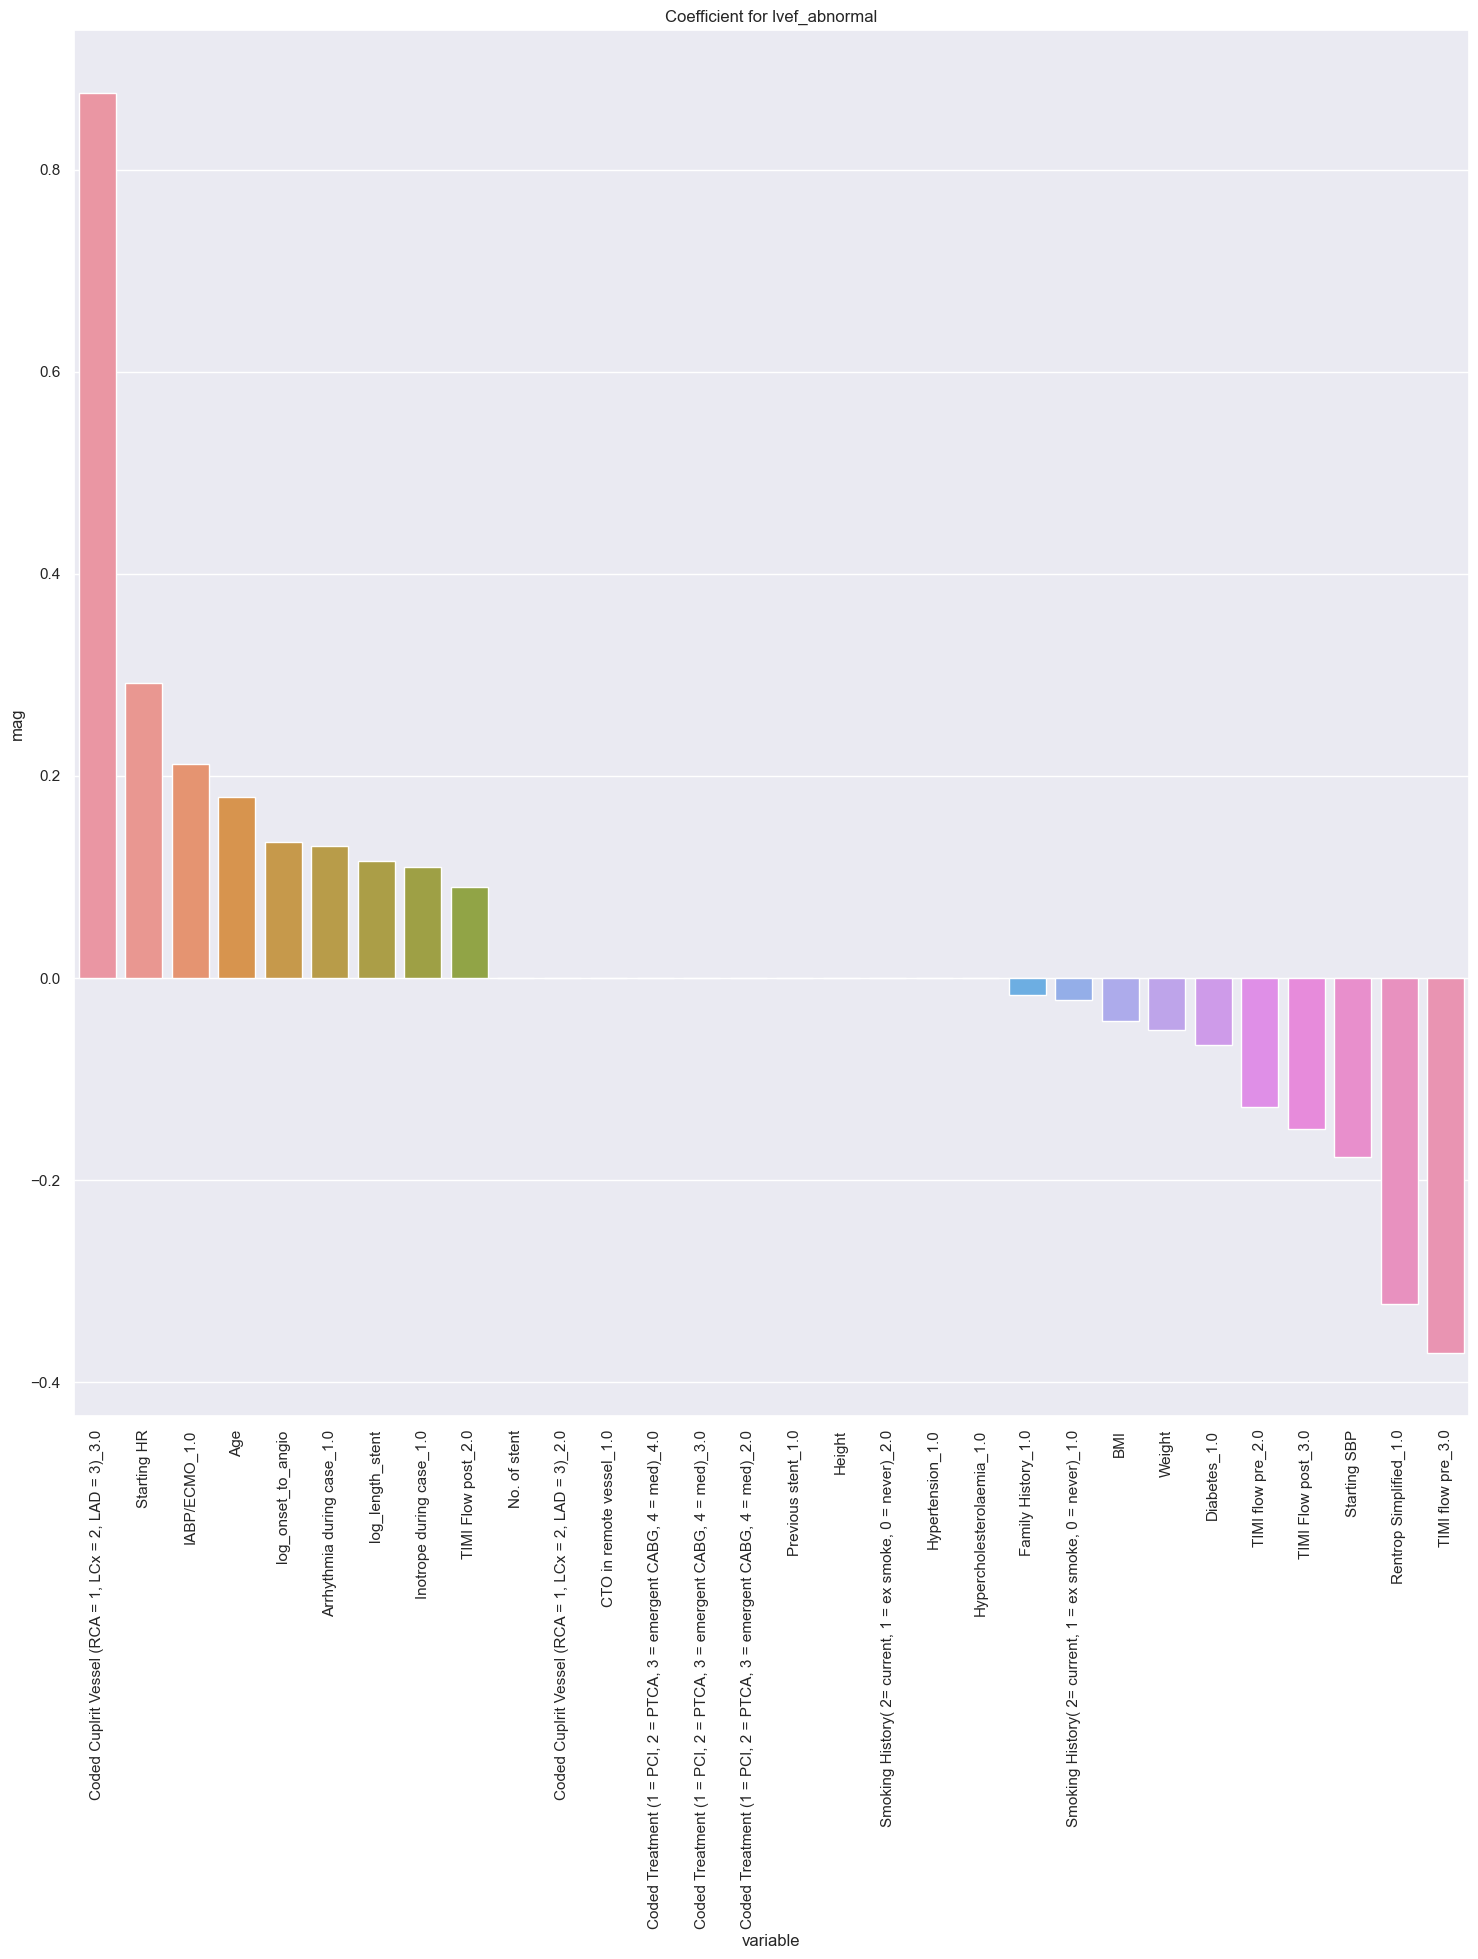 Coefficient for lvef_abnormal
mag
0.8
0.6
0.4
0.2
0.0
−0.2
−0.4
Coded Cuplrit Vessel (RCA = 1, LCx = 2, LAD = 3)_3.0
Starting HR
IABP/ECMO_1.0
Age
log_onset_to_angio
Arrhythmia during case_1.0
log_length_stent
Inotrope during case_1.0
TIMI Flow post_2.0
No. of stent
Coded Cuplrit Vessel (RCA = 1, LCx = 2, LAD = 3)_2.0
CTO in remote vessel_1.0
Coded Treatment (1 = PCI, 2 = PTCA, 3 = emergent CABG, 4 = med)_4.0
Coded Treatment (1 = PCI, 2 = PTCA, 3 = emergent CABG, 4 = med)_3.0
Coded Treatment (1 = PCI, 2 = PTCA, 3 = emergent CABG, 4 = med)_2.0
Previous stent_1.0
Height
Smoking History( 2= current, 1 = ex smoke, 0 = never)_2.0
Hypertension_1.0
Hypercholesterolaemia_1.0
Family History_1.0
Smoking History( 2= current, 1 = ex smoke, 0 = never)_1.0
BMI
Weight
Diabetes_1.0
TIMI flow pre_2.0
TIMI Flow post_3.0
Starting SBP
Rentrop Simplified_1.0
TIMI flow pre_3.0
variable